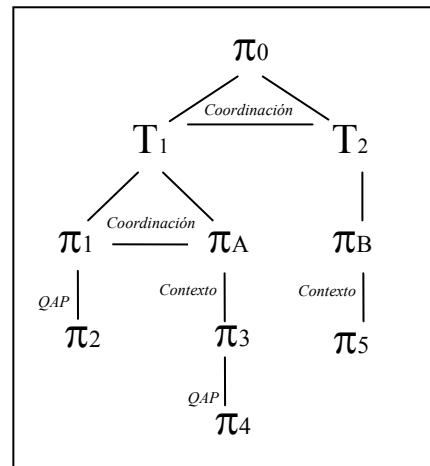 π0
Coordinación
T1 T2
Coordinación
π1 πA πB
QAP Contexto Contexto
π2 π3 π5
QAP
π4